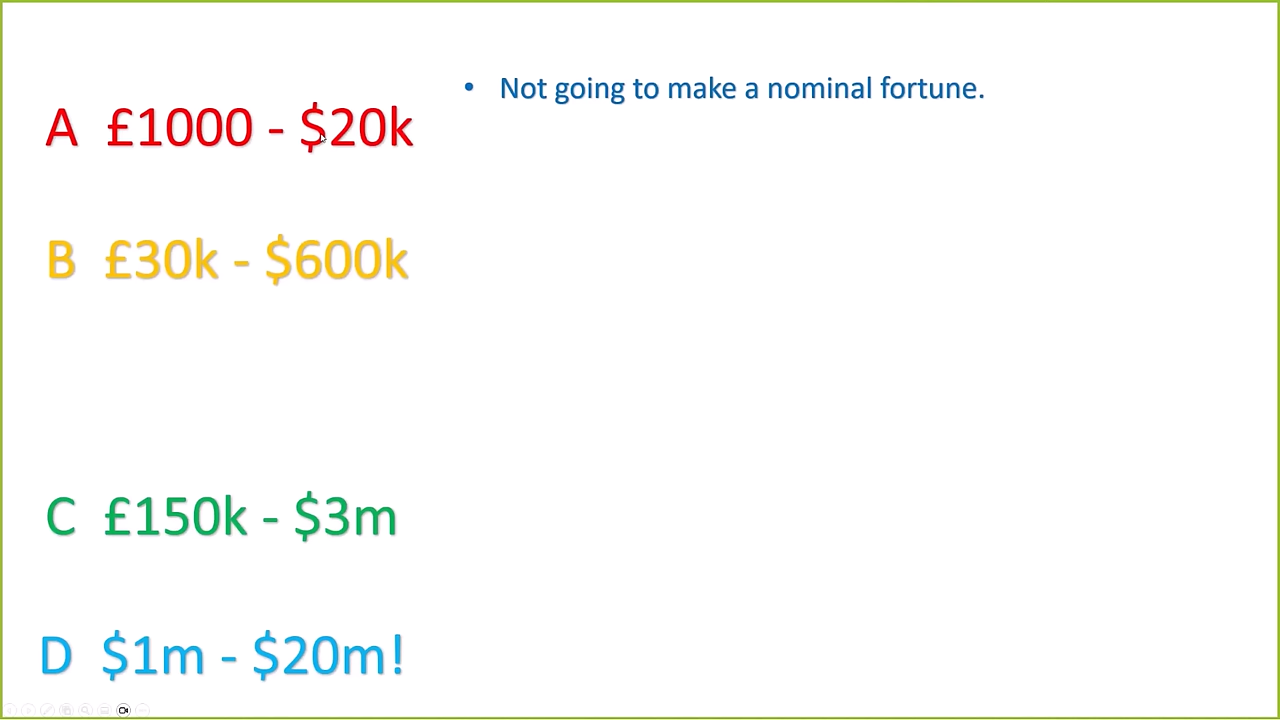 • Not going to make a nominal fortune.
A £1000 - $20k
B £30k - $600k
C £150k - $3m
D $1m - $20m!